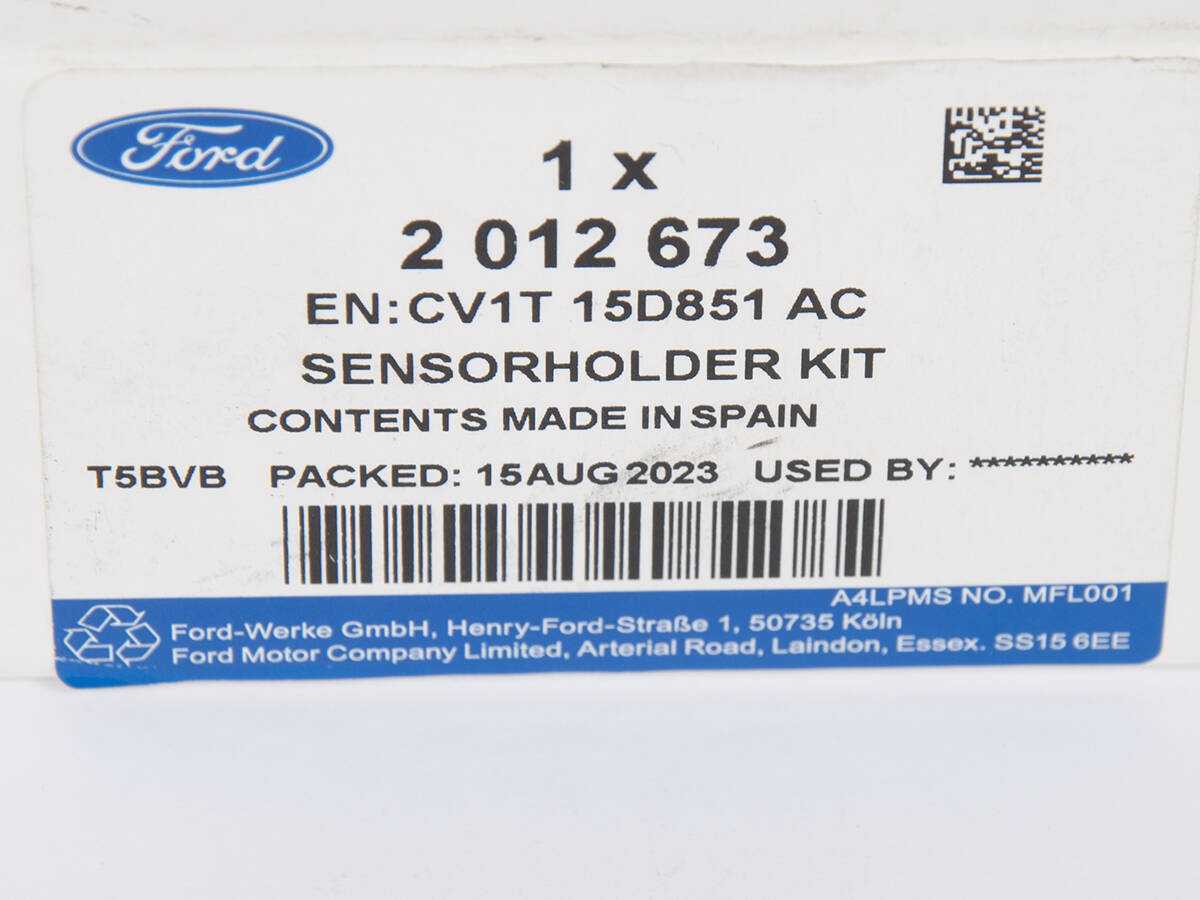 Ford
1 x
2 012 673
EN:CV1T 15D851 AC
SENSORHOLDER KIT
CONTENTS MADE IN SPAIN
T5BVB PACKED: 15AUG2023 USED BY: **********
A4LPMS NO. MFL001
Ford-Werke GmbH, Henry-Ford-Straße 1, 50735 Köln
Ford Motor Company Limited, Arterial Road, Laindon, Essex. SS15 6EE